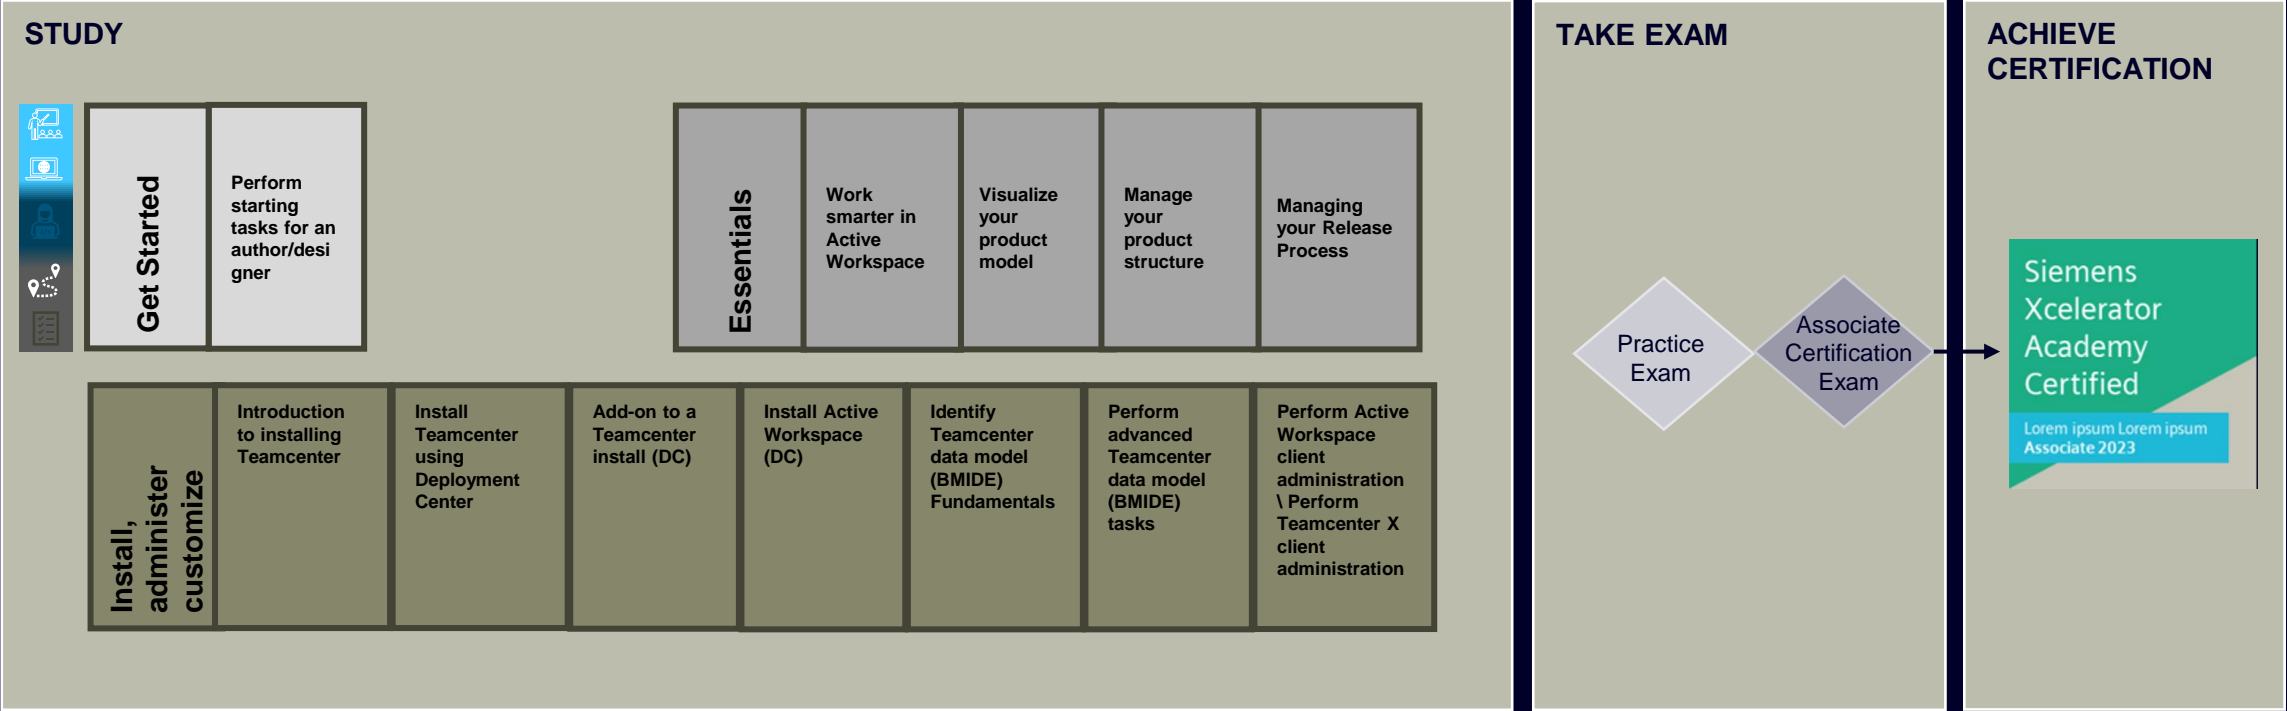 STUDY
Get Started
Perform
starting
tasks for an
author/desi
gner
Essentials
Work
smarter in
Active
Workspace
Visualize
your
product
model
Manage
your
product
structure
Managing
your Release
Process
Install,
administer
customize
Introduction
to installing
Teamcenter
Install
Teamcenter
using
Deployment
Center
Add-on to a
Teamcenter
install (DC)
Install Active
Workspace
(DC)
Identify
Teamcenter
data model
(BMIDE)
Fundamentals
Perform
advanced
Teamcenter
data model
(BMIDE)
tasks
Perform Active
Workspace
client
administration
\ Perform
Teamcenter X
client
administration
TAKE EXAM
Practice
Exam
Associate
Certification
Exam
ACHIEVE
CERTIFICATION
Siemens
Xcelerator
Academy
Certified
Lorem ipsum Lorem ipsum
Associate 2023